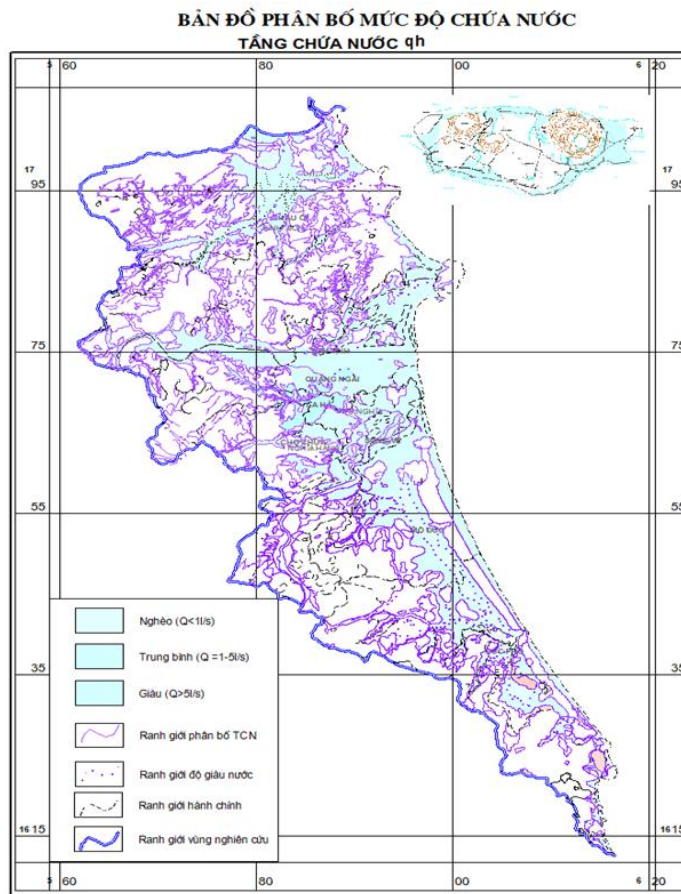 BẢN ĐỒ PHÂN BỐ MỨC ĐỘ CHỨA NƯỚC
TẦNG CHỨA NƯỚC qh
5 60 80 00 6 20
17 95 95
75 75
QUẢNG NGÃI
55 55
35 35
16 15 15
60 80 00 6 20
Nghèo (Q<1l/s)
Trung bình (Q =1-5l/s)
Giàu (Q>5l/s)
Ranh giới phân bố TCN
Ranh giới độ giàu nước
Ranh giới hành chính
Ranh giới vùng nghiên cứu